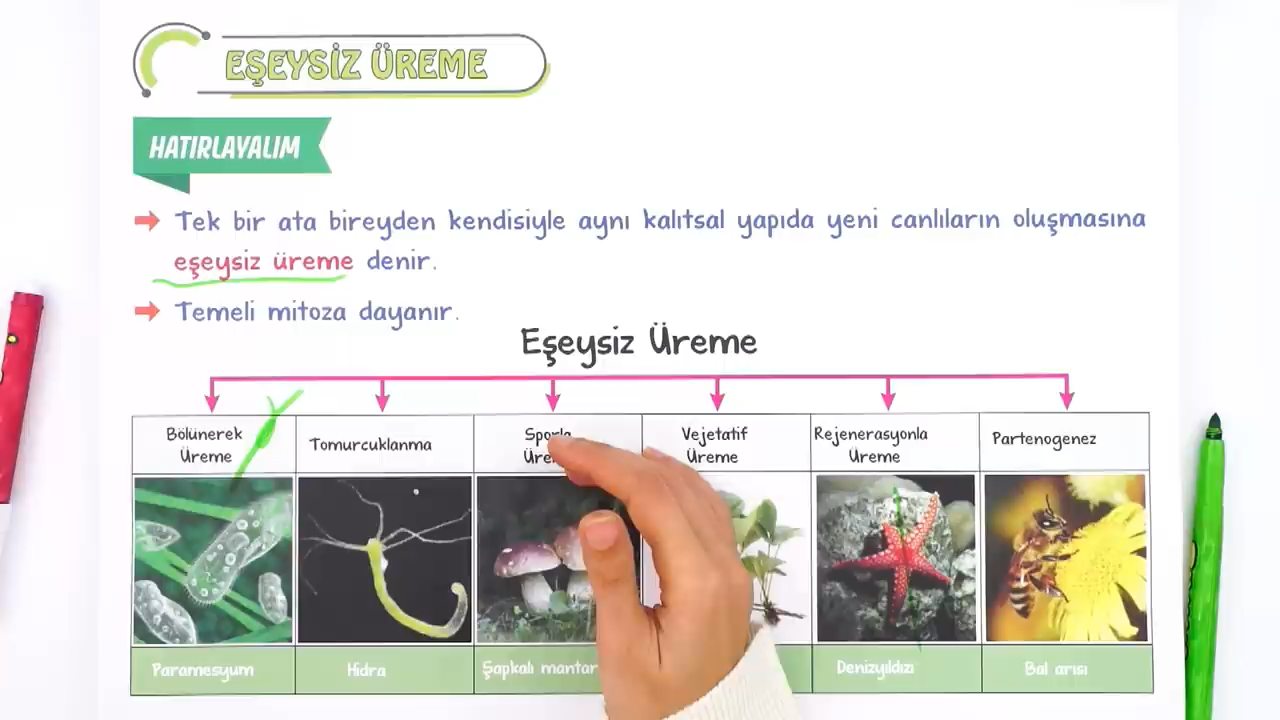 EŞEYSİZ ÜREME
HATIRLAYALIM
Tek bir ata bireyden kendisiyle aynı kalıtsal yapıda yeni canlıların oluşmasına
eşeysiz üreme denir.
Temeli mitoza dayanır.
Eşeysiz Üreme
Bölünerek
Üreme
Tomurcuklanma
Sporla
Vejetatif
Üreme
Rejenerasyonla
Üreme
Partenogenez
Paramesyum
Hidra
Şapkalı mantar
Denizyıldızı
Bal arısı